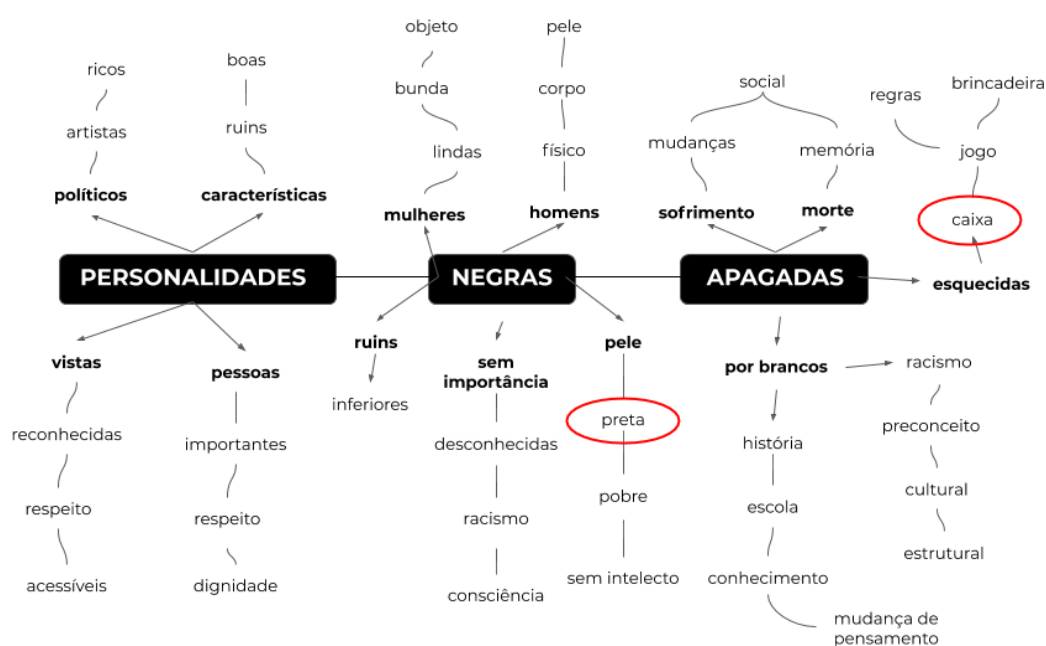 objeto
pele
boas
ricos
bunda
corpo
social
brincadeira
regras
artistas
ruins
lindas
físico
mudanças
memória
jogo
políticos
características
mulheres
homens
sofrimento
morte
caixa
PERSONALIDADES
NEGRAS
APAGADAS
esquecidas
vistas
pessoas
ruins
sem
importância
pele
por brancos
racismo
inferiores
preta
preconceito
reconhecidas
importantes
desconhecidas
história
pobre
cultural
respeito
respeito
racismo
escola
estrutural
acessíveis
dignidade
consciência
sem intelecto
conhecimento
mudança de
pensamento